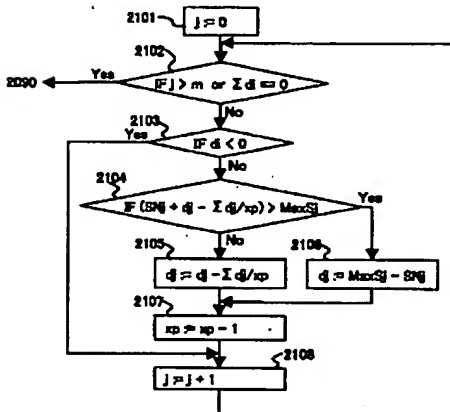 2101
j := 0
2102
2090
Yes
IF j > m or Σ dj == 0
No
2103
Yes
IF dj < 0
No
2104
IF (SNj + dj - Σ dj/xp) > MaxSj
Yes
No
2105
dj := dj - Σ dj/xp
2106
dj := MaxSj - SNj
2107
xp := xp - 1
2108
j := j + 1